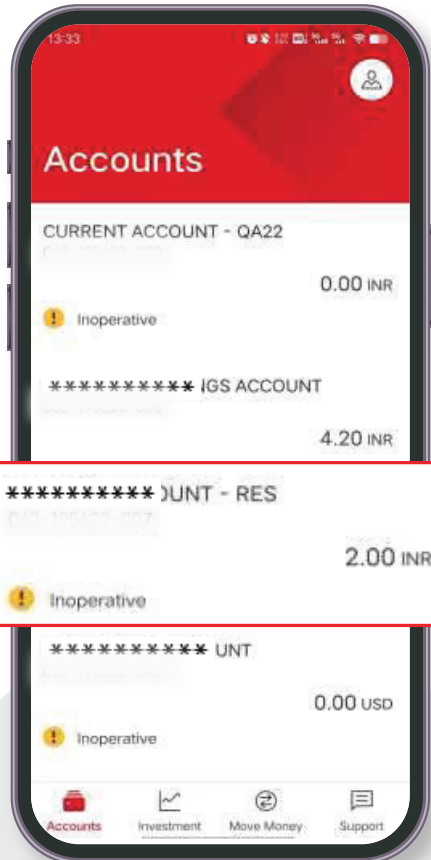 13:33
Accounts
CURRENT ACCOUNT - QA22
0.00 INR
Inoperative
********** IGS ACCOUNT
4.20 INR
********** OUNT - RES
2.00 INR
Inoperative
********** UNT
0.00 USD
Inoperative
Accounts Investment Move Money Support